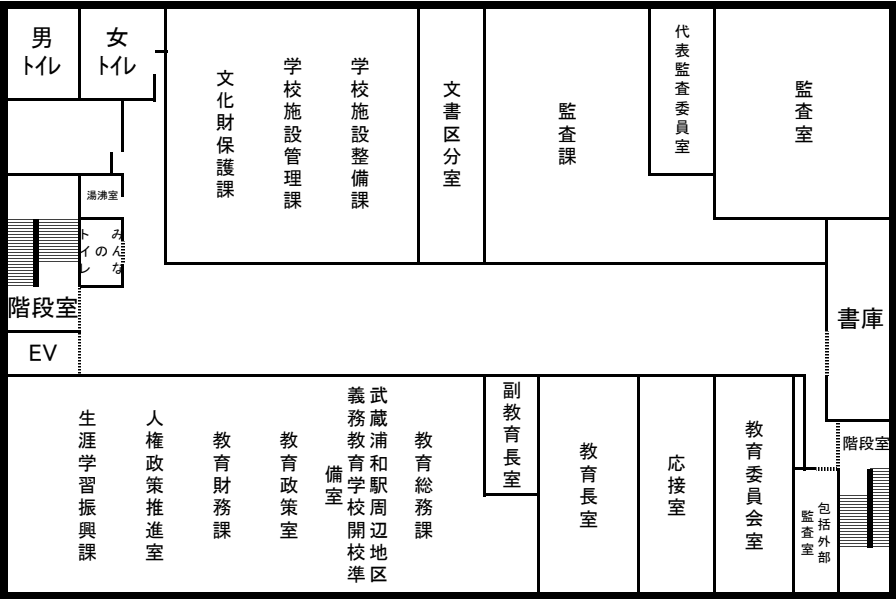 男
トイレ
女
トイレ
文化財保護課
学校施設管理課
学校施設整備課
文書区分室
監査課
代表監査委員室
監査室
湯沸室
みんな
の
トイレ
階段室
EV
書庫
生涯学習振興課
人権政策推進室
教育財務課
教育政策室
武蔵浦和駅周辺地区
義務教育学校開校準
備室
教育総務課
副教育長室
教育長室
応接室
教育委員会室
階段室
包括外部
監査室